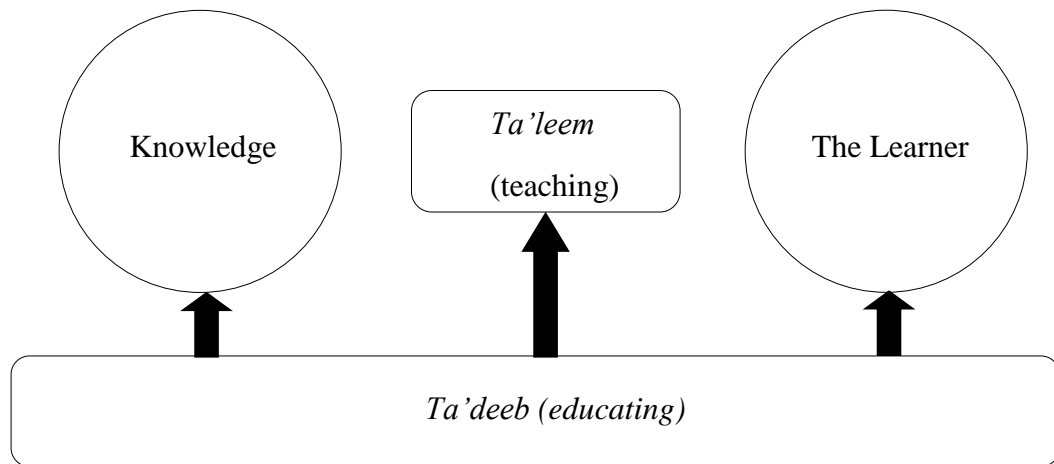 Knowledge
Ta’leem
(teaching)
The Learner
Ta’deeb (educating)